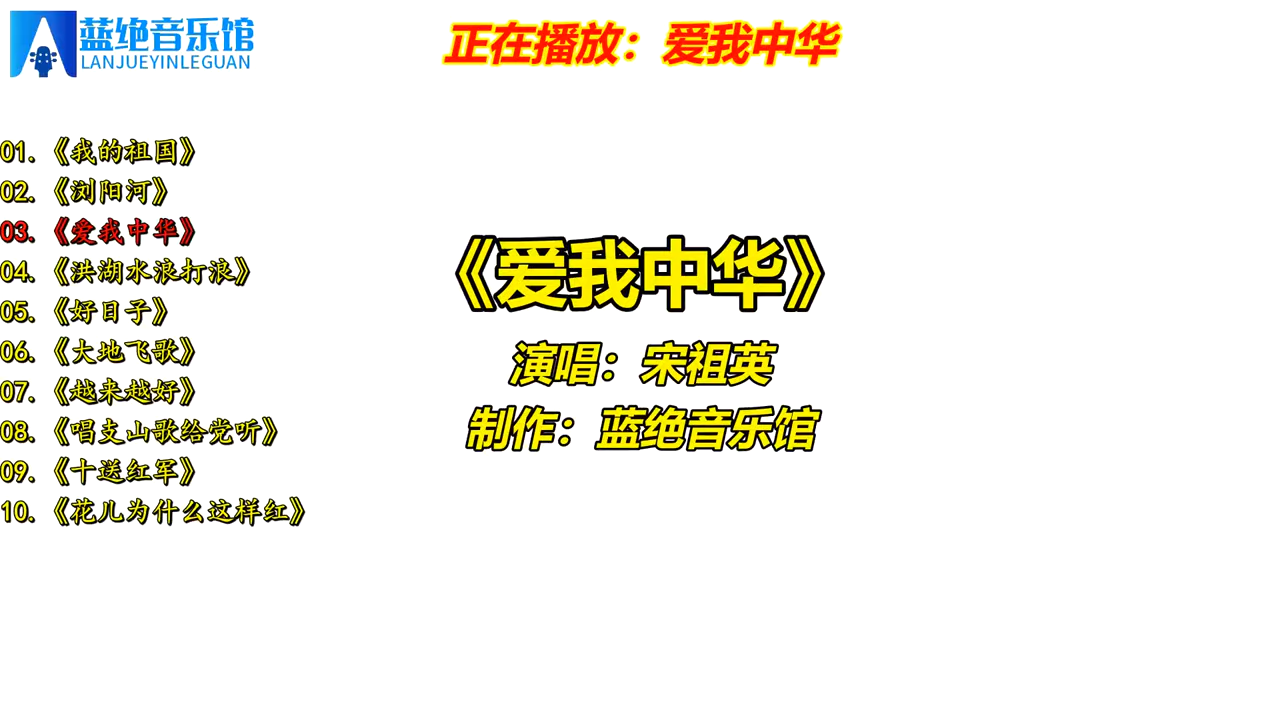 蓝绝音乐馆
LANJUEYINLEGUAN
正在播放：爱我中华
01.《我的祖国》
02.《浏阳河》
03.《爱我中华》
04.《洪湖水浪打浪》
05.《好日子》
06.《大地飞歌》
07.《越来越好》
08.《唱支山歌给党听》
09.《十送红军》
10.《花儿为什么这样红》
《爱我中华》
演唱：宋祖英
制作：蓝绝音乐馆